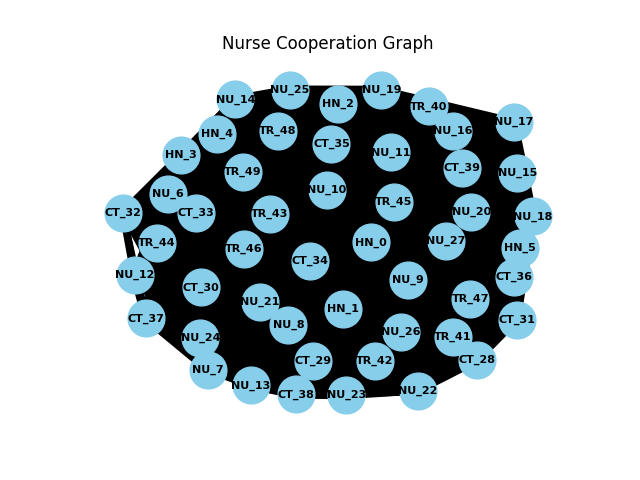 Nurse Cooperation Graph
NU_25
NU_19
NU_14
HN_2
TR_40
NU_17
HN_4
TR_48
NU_16
CT_35
NU_11
HN_3
CT_39
TR_49
NU_15
NU_10
NU_6
TR_45
CT_32
CT_33
TR_43
NU_20
NU_18
TR_44
HN_0
NU_27
TR_46
HN_5
CT_34
NU_12
CT_36
NU_9
CT_30
TR_47
NU_21
HN_1
CT_37
CT_31
NU_8
NU_26
NU_24
TR_41
CT_29
TR_42
CT_28
NU_7
NU_13
NU_22
CT_38
NU_23